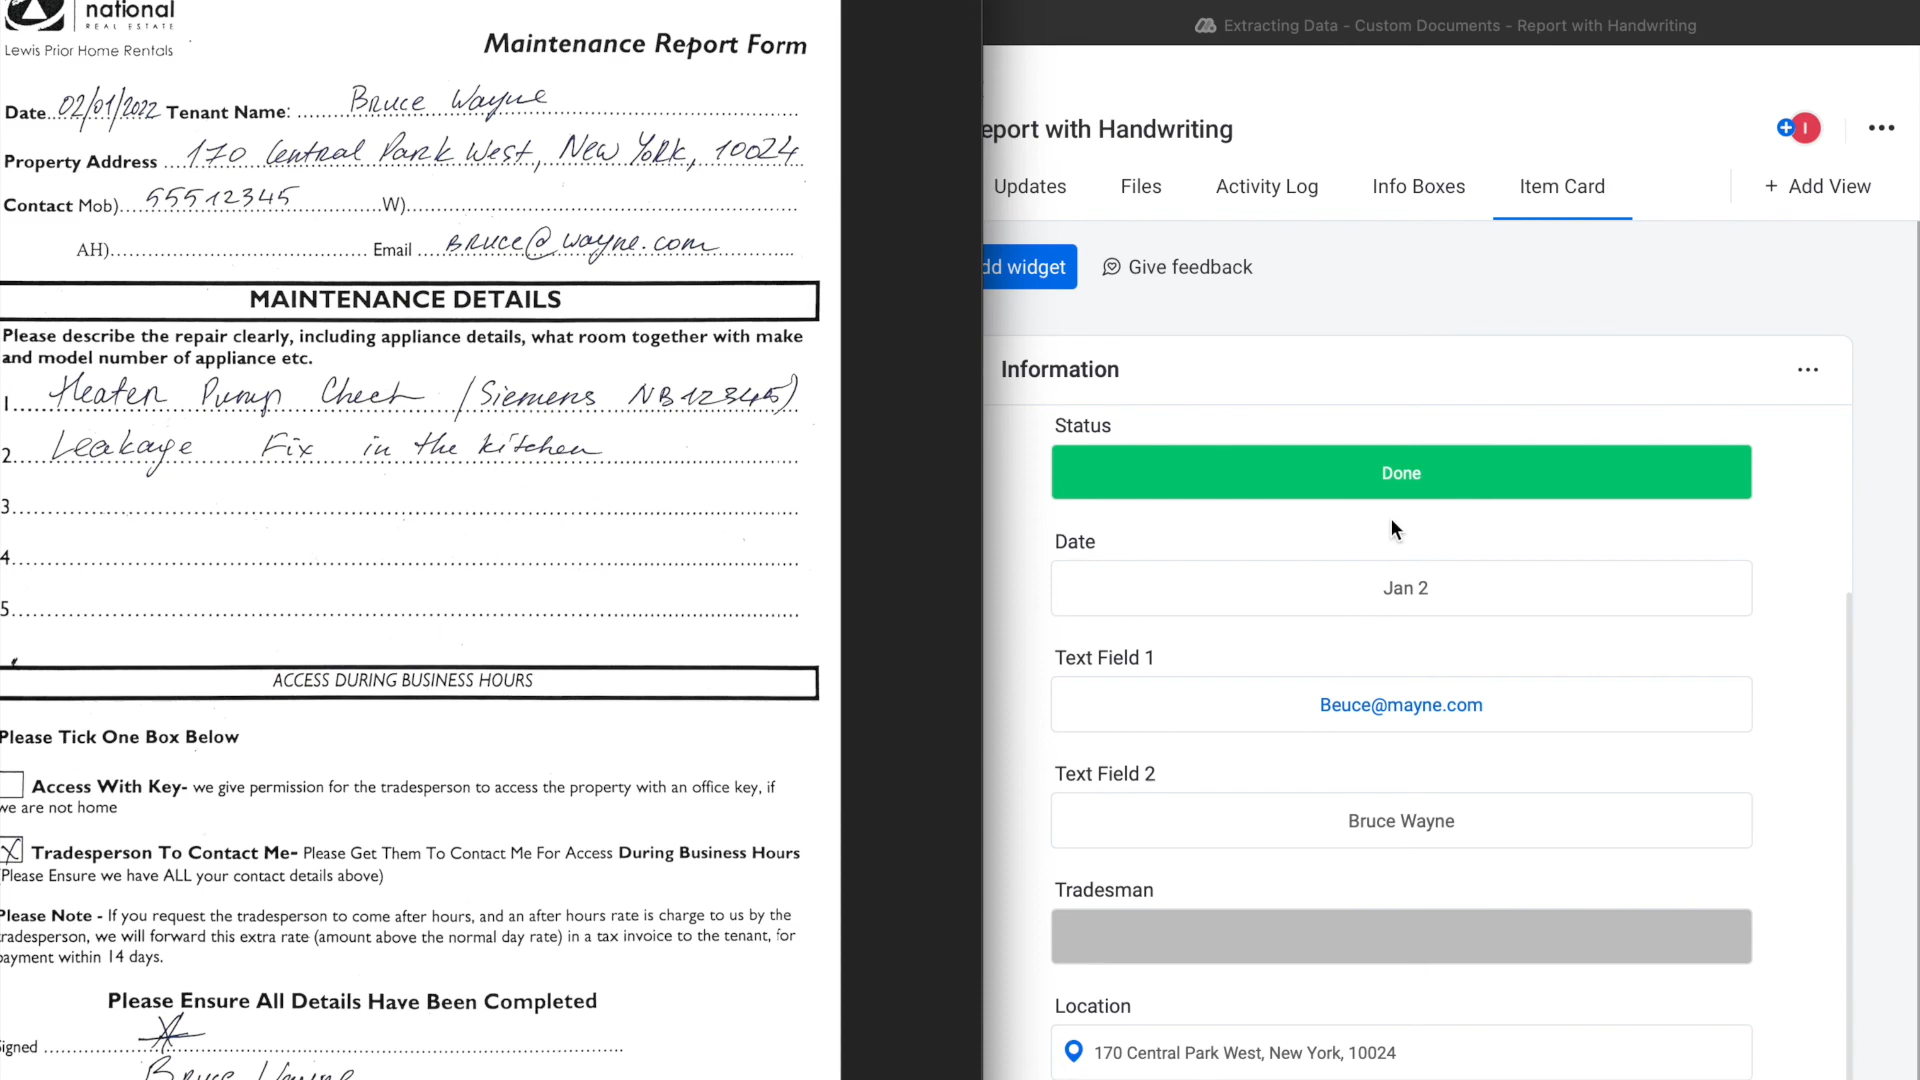 national
REAL ESTATE
Lewis Prior Home Rentals
Maintenance Report Form
Date 02/01/2022 Tenant Name: Bruce Wayne
Property Address 170 Central Park West, New York, 10024
Contact Mob) 55512345 W)
AH) Email Bruce@wayne.com
MAINTENANCE DETAILS
Please describe the repair clearly, including appliance details, what room together with make
and model number of appliance etc.
1. Heater Pump Check (Siemens NB12345)
2. Leakage Fix in the kitchen
3.
4.
5.
ACCESS DURING BUSINESS HOURS
Please Tick One Box Below
Access With Key- we give permission for the tradesperson to access the property with an office key, if
we are not home
X Tradesperson To Contact Me- Please Get Them To Contact Me For Access During Business Hours
(Please Ensure we have ALL your contact details above)
Please Note - If you request the tradesperson to come after hours, and an after hours rate is charge to us by the
tradesperson, we will forward this extra rate (amount above the normal day rate) in a tax invoice to the tenant, for
payment within 14 days.
Please Ensure All Details Have Been Completed
igned
Bruce Wayne
Extracting Data - Custom Documents - Report with Handwriting
eport with Handwriting
I
Updates Files Activity Log Info Boxes Item Card + Add View
dd widget Give feedback
Information
Status
Done
Date
Jan 2
Text Field 1
Beuce@mayne.com
Text Field 2
Bruce Wayne
Tradesman
Location
170 Central Park West, New York, 10024